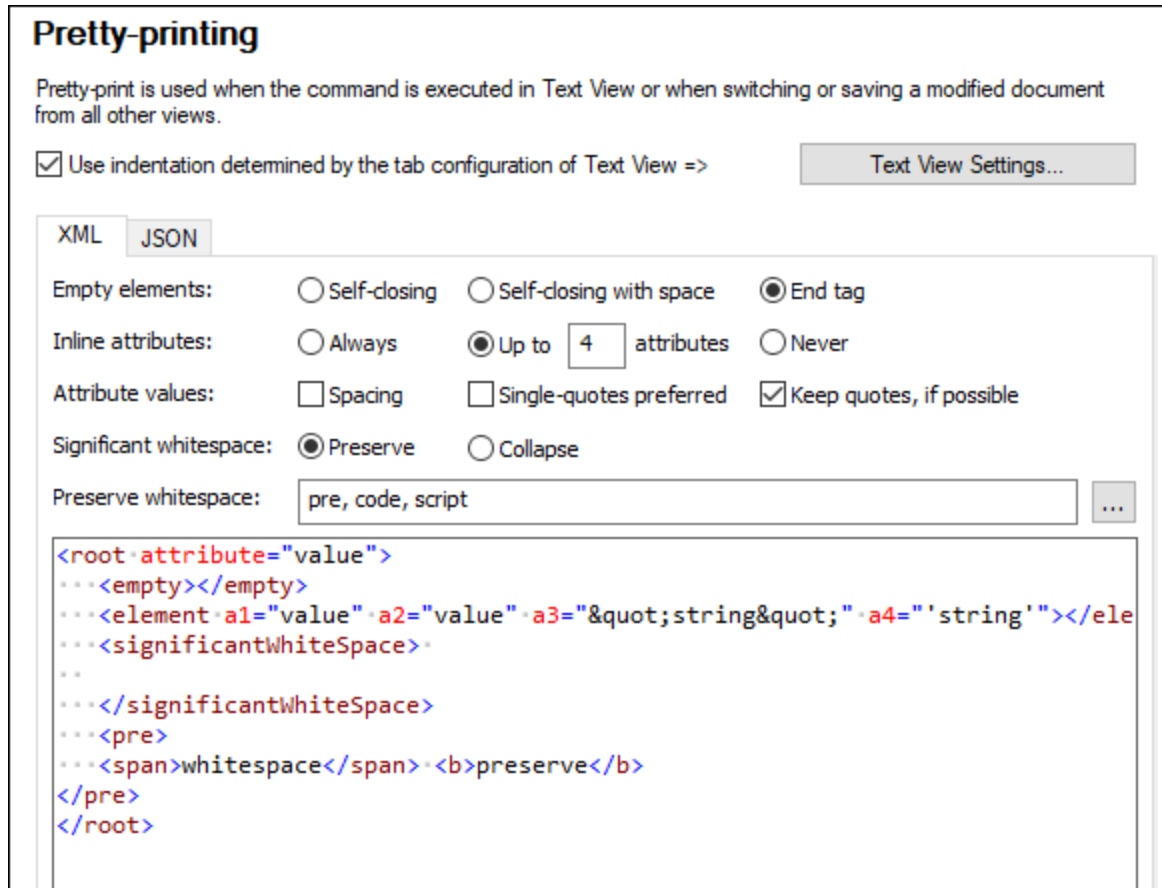 Pretty-printing
Pretty-print is used when the command is executed in Text View or when switching or saving a modified document
from all other views.
Use indentation determined by the tab configuration of Text View => Text View Settings...
XML JSON
Empty elements: Self-closing Self-closing with space End tag
Inline attributes: Always Up to 4 attributes Never
Attribute values: Spacing Single-quotes preferred Keep quotes, if possible
Significant whitespace: Preserve Collapse
Preserve whitespace: pre, code, script ...
<root·attribute="value">
···<empty></empty>
···<element·a1="value"·a2="value"·a3="&quot;string&quot;"·a4="'string'"></ele
···<significantWhiteSpace>·
··
···</significantWhiteSpace>
···<pre>
···<span>whitespace</span>·<b>preserve</b>
</pre>
</root>